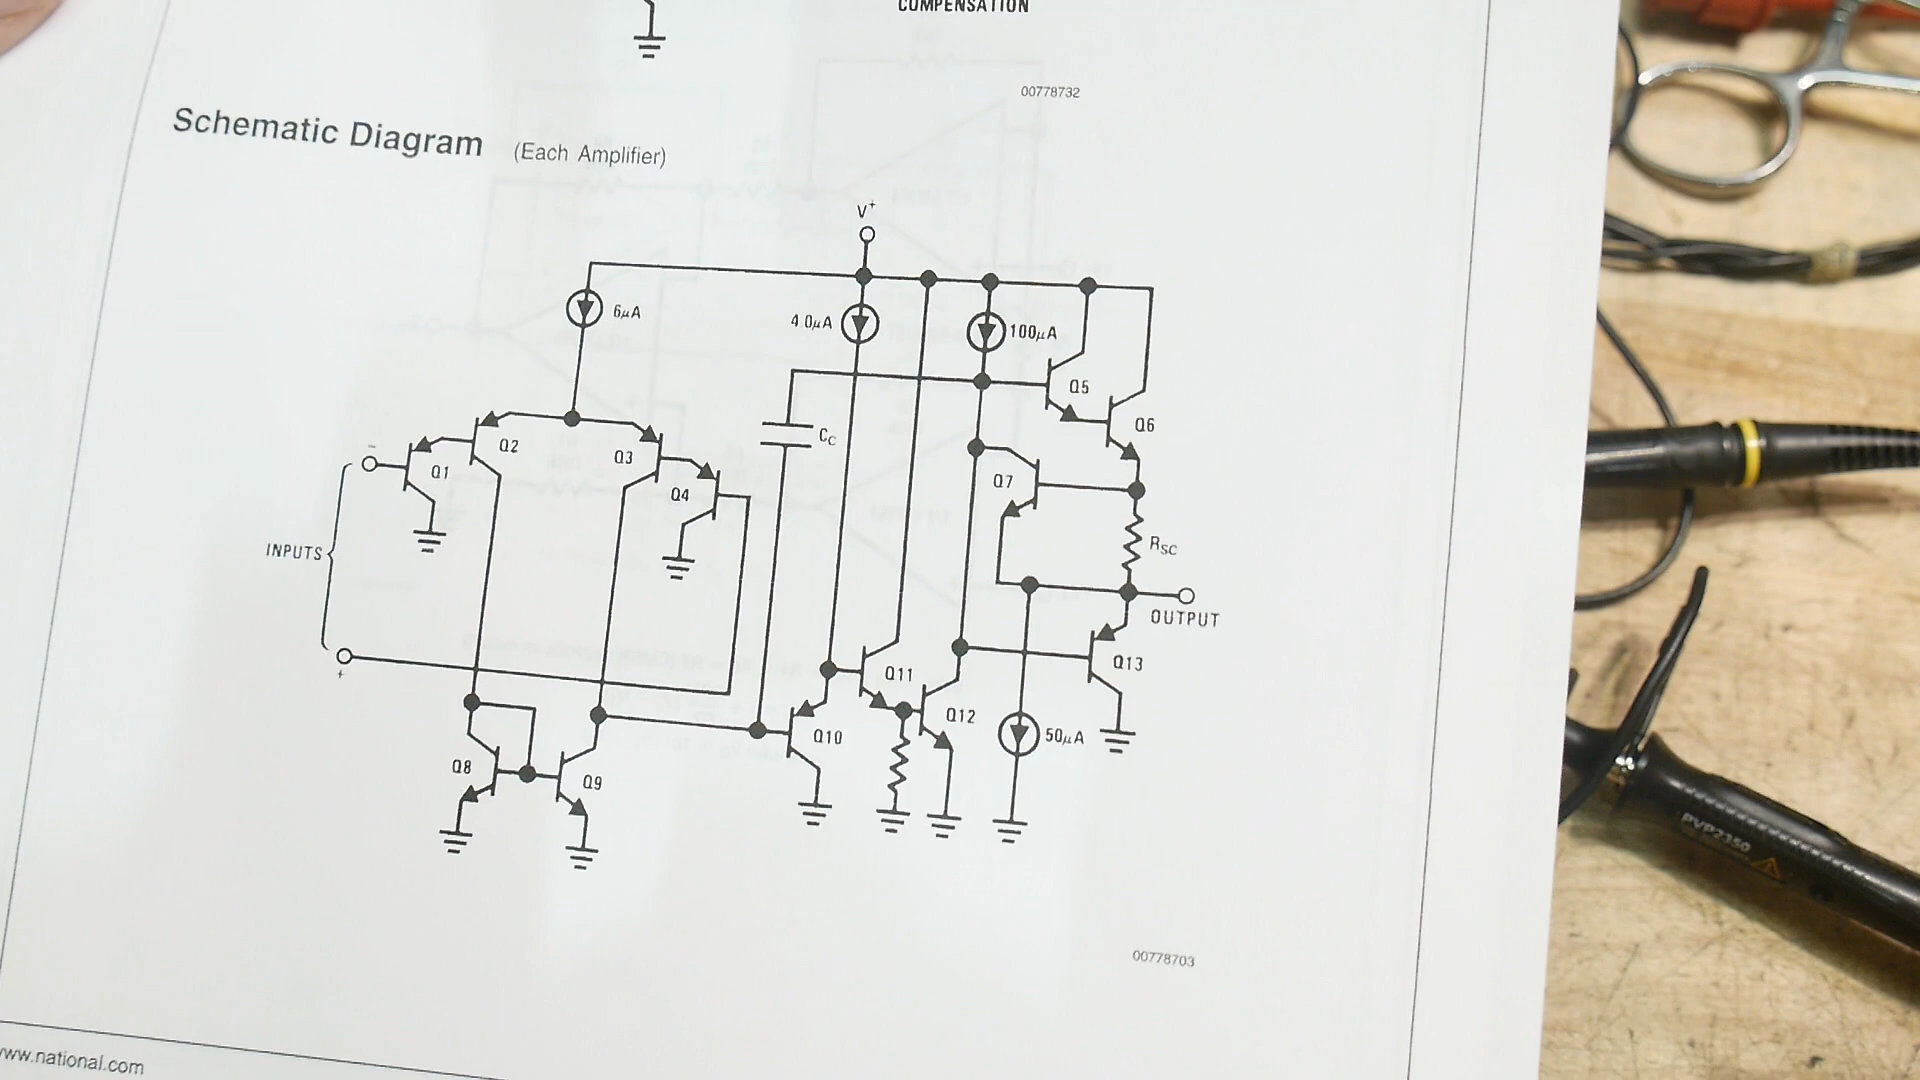 COMPENSATION
00778732
Schematic Diagram (Each Amplifier)
V+
6µA
4.0µA
100µA
Q5
Q6
CC
Q2
Q3
Q1
Q4
Q7
RSC
INPUTS
−
OUTPUT
+
Q11
Q13
Q12
Q10
50µA
Q8
Q9
00778703
www.national.com
PVP2350